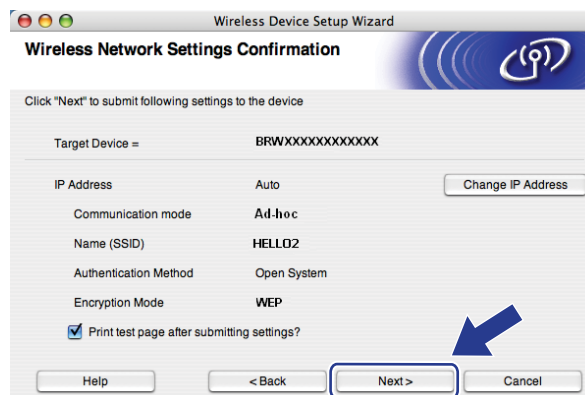 Wireless Device Setup Wizard
Wireless Network Settings Confirmation
Click "Next" to submit following settings to the device
Target Device = BRWXXXXXXXXXXXX
IP Address Auto Change IP Address
Communication mode Ad-hoc
Name (SSID) HELLO2
Authentication Method Open System
Encryption Mode WEP
Print test page after submitting settings?
Help < Back Next > Cancel